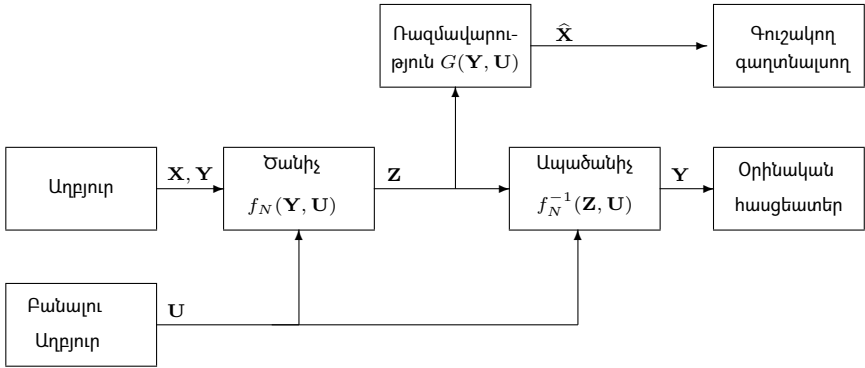 Ռազմավարու-
թյուն G(Y, U)
X̂
Գուշակող
գաղտնալսող
Աղբյուր
X, Y
Ծանիչ
f_N(Y, U)
Z
Ապածանիչ
f_N^{-1}(Z, U)
Y
Օրինական
հասցեատեր
Բանալու
Աղբյուր
U